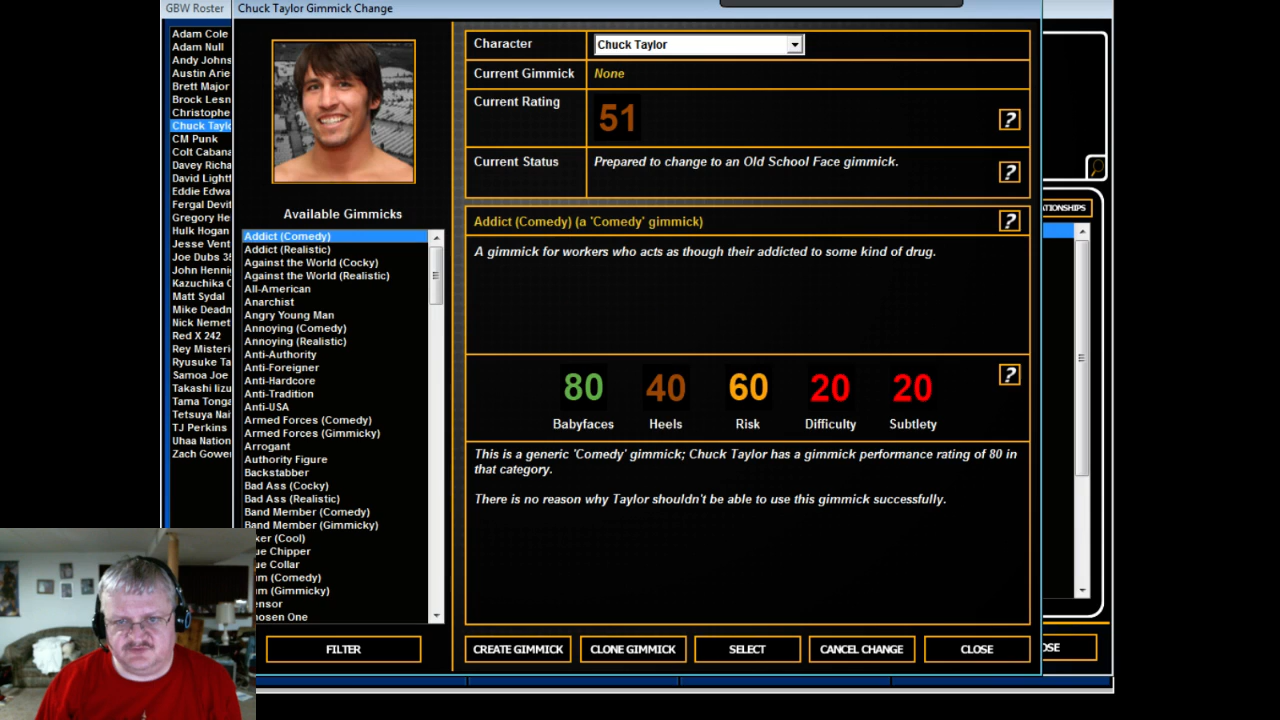 GBW Roster
Chuck Taylor Gimmick Change
Adam Cole
Adam Null
Andy Johns
Austin Arie
Brett Major
Brock Lesn
Christophe
Chuck Taylo
CM Punk
Colt Cabana
Davey Richa
David Lightf
Eddie Edwa
Fergal Devit
Gregory He
Hulk Hogan
Jesse Vent
Joe Dubs 35
John Henni
Kazuchika O
Matt Sydal
Mike Deadn
Nick Nemet
Red X 242
Rey Misteri
Ryusuke Ta
Samoa Joe
Takashi Iizu
Tama Tonga
Tetsuya Nai
TJ Perkins
Uhaa Nation
Zach Gowe
Available Gimmicks
Addict (Comedy)
Addict (Realistic)
Against the World (Cocky)
Against the World (Realistic)
All-American
Anarchist
Angry Young Man
Annoying (Comedy)
Annoying (Realistic)
Anti-Authority
Anti-Foreigner
Anti-Hardcore
Anti-Tradition
Anti-USA
Armed Forces (Comedy)
Armed Forces (Gimmicky)
Arrogant
Authority Figure
Backstabber
Bad Ass (Cocky)
Bad Ass (Realistic)
Band Member (Comedy)
Band Member (Gimmicky)
ker (Cool)
ue Chipper
ue Collar
um (Comedy)
um (Gimmicky)
ensor
hosen One
FILTER
Character Chuck Taylor
Current Gimmick None
Current Rating 51 ?
Current Status Prepared to change to an Old School Face gimmick. ?
Addict (Comedy) (a 'Comedy' gimmick) ?
A gimmick for workers who acts as though their addicted to some kind of drug.
80 40 60 20 20 ?
Babyfaces Heels Risk Difficulty Subtlety
This is a generic 'Comedy' gimmick; Chuck Taylor has a gimmick performance rating of 80 in
that category.
There is no reason why Taylor shouldn't be able to use this gimmick successfully.
CREATE GIMMICK CLONE GIMMICK SELECT CANCEL CHANGE CLOSE
ATIONSHIPS
OSE